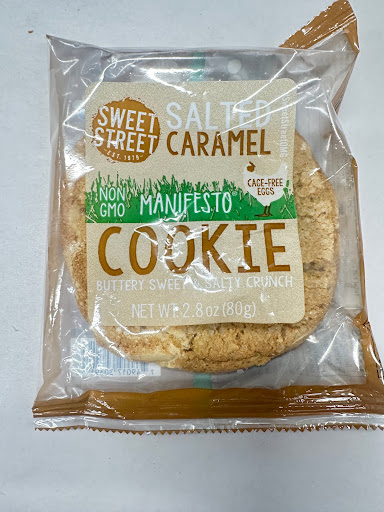 SWEET
STREET
EST. 1979
SALTED
CARAMEL
NON
GMO
MANIFESTO®
CAGE-FREE
EGGS
COOKIE
BUTTERY SWEET & SALTY CRUNCH
NET WT. 2.8 oz (80g)